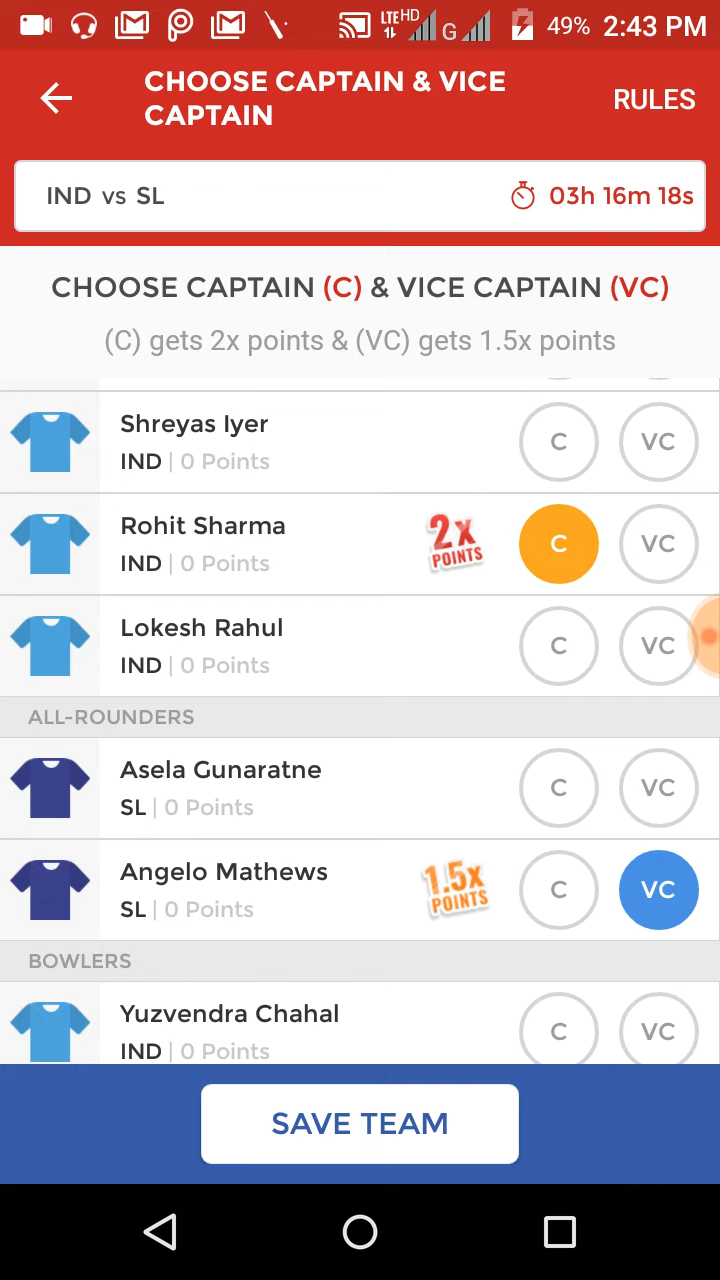 LTE HD G 49% 2:43 PM
CHOOSE CAPTAIN & VICE
CAPTAIN
RULES
IND vs SL 03h 16m 18s
CHOOSE CAPTAIN (C) & VICE CAPTAIN (VC)
(C) gets 2x points & (VC) gets 1.5x points
Shreyas Iyer
IND | 0 Points
C VC
Rohit Sharma
IND | 0 Points
2x
POINTS
C VC
Lokesh Rahul
IND | 0 Points
C VC
ALL-ROUNDERS
Asela Gunaratne
SL | 0 Points
C VC
Angelo Mathews
SL | 0 Points
1.5x
POINTS
C VC
BOWLERS
Yuzvendra Chahal
IND | 0 Points
C VC
SAVE TEAM